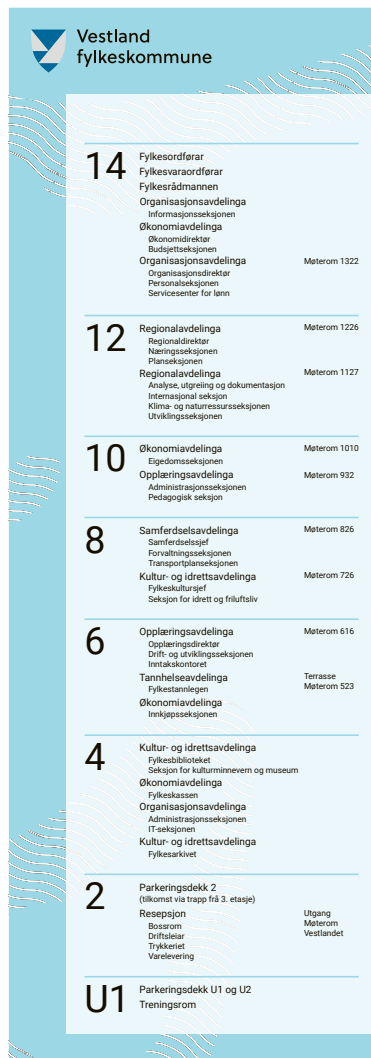 Vestland
fylkeskommune
14
Fylkesordførar
Fylkesvaraordførar
Fylkesrådmannen
Organisasjonsavdelinga
Informasjonsseksjonen
Økonomiavdelinga
Økonomidirektør
Budsjettseksjonen
Organisasjonsavdelinga Møterom 1322
Organisasjonsdirektør
Personalseksjonen
Servicesenter for lønn
12
Regionalavdelinga Møterom 1226
Regionaldirektør
Næringsseksjonen
Planseksjonen
Regionalavdelinga Møterom 1127
Analyse, utgreiing og dokumentasjon
Internasjonal seksjon
Klima- og naturressursseksjonen
Utviklingsseksjonen
10
Økonomiavdelinga Møterom 1010
Eigedomsseksjonen
Opplæringsavdelinga Møterom 932
Administrasjonsseksjonen
Pedagogisk seksjon
8
Samferdselsavdelinga Møterom 826
Samferdselssjef
Forvaltningsseksjonen
Transportplanseksjonen
Kultur- og idrettsavdelinga Møterom 726
Fylkeskultursjef
Seksjon for idrett og friluftsliv
6
Opplæringsavdelinga Møterom 616
Opplæringsdirektør
Drift- og utviklingsseksjonen
Inntakskontoret
Tannhelseavdelinga Terrasse
Fylkestannlegen Møterom 523
Økonomiavdelinga
Innkjøpsseksjonen
4
Kultur- og idrettsavdelinga
Fylkesbiblioteket
Seksjon for kulturminnevern og museum
Økonomiavdelinga
Fylkeskassen
Organisasjonsavdelinga
Administrasjonsseksjonen
IT-seksjonen
Kultur- og idrettsavdelinga
Fylkesarkivet
2
Parkeringsdekk 2
(tilkomst via trapp frå 3. etasje)
Resepsjon Utgang
Bossrom Møterom
Driftsleiar Vestlandet
Trykkeriet
Varelevering
U1
Parkeringsdekk U1 og U2
Treningsrom